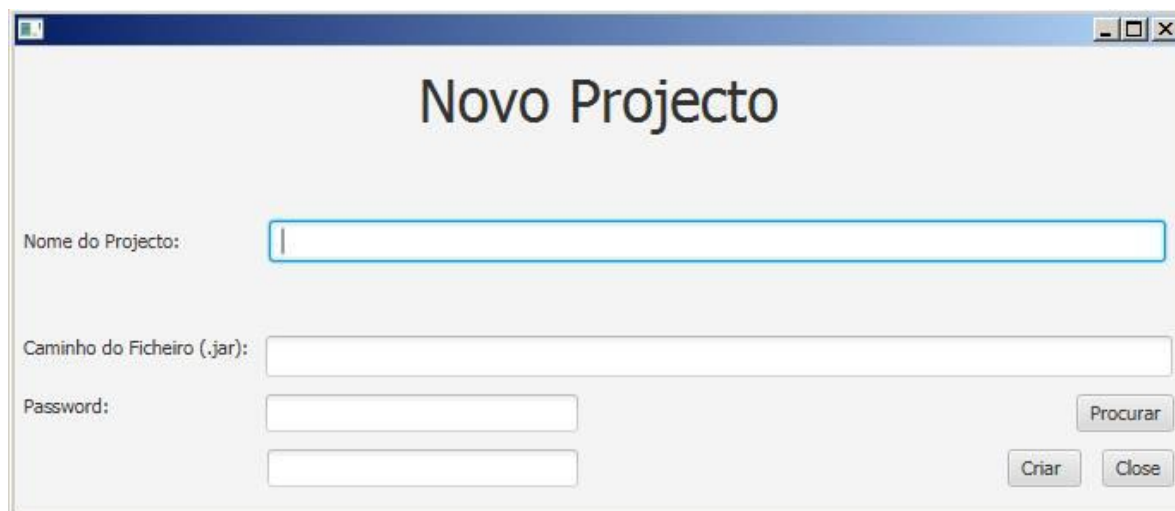 Novo Projecto
Nome do Projecto:
Caminho do Ficheiro (.jar):
Password:
Procurar
Criar
Close